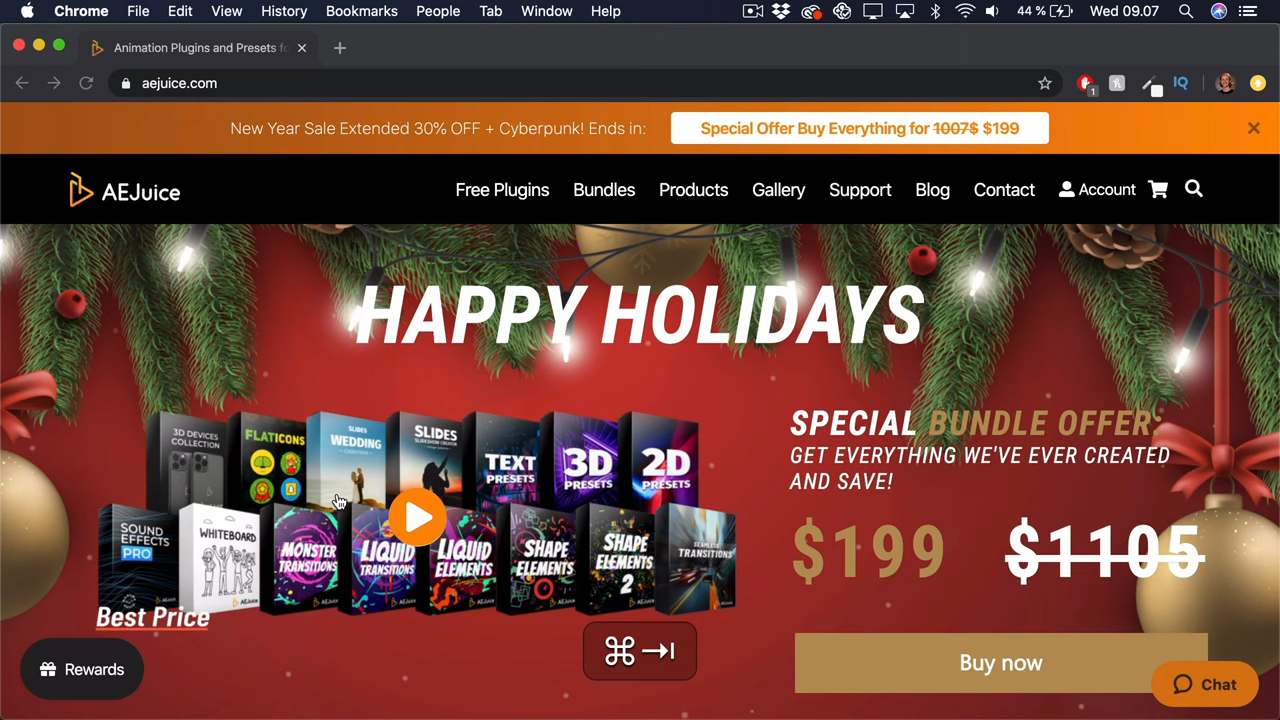 Chrome File Edit View History Bookmarks People Tab Window Help 44 % Wed 09.07
Animation Plugins and Presets fo
aejuice.com
1
New Year Sale Extended 30% OFF + Cyberpunk! Ends in: Special Offer Buy Everything for 1007$ $199
AEJuice Free Plugins Bundles Products Gallery Support Blog Contact Account
HAPPY HOLIDAYS
SPECIAL BUNDLE OFFER:
GET EVERYTHING WE'VE EVER CREATED
AND SAVE!
$199 $1105
3D DEVICES
COLLECTION
FLATICONS
SLIDES
WEDDING
SLIDES
TEXT
PRESETS
3D
PRESETS
2D
PRESETS
SOUND
EFFECTS
PRO
WHITEBOARD
MONSTER
TRANSITIONS
LIQUID
TRANSITIONS
LIQUID
ELEMENTS
SHAPE
ELEMENTS
SHAPE
ELEMENTS
2
SEAMLESS
TRANSITIONS
Best Price
Rewards
⌘⇥
Buy now
Chat